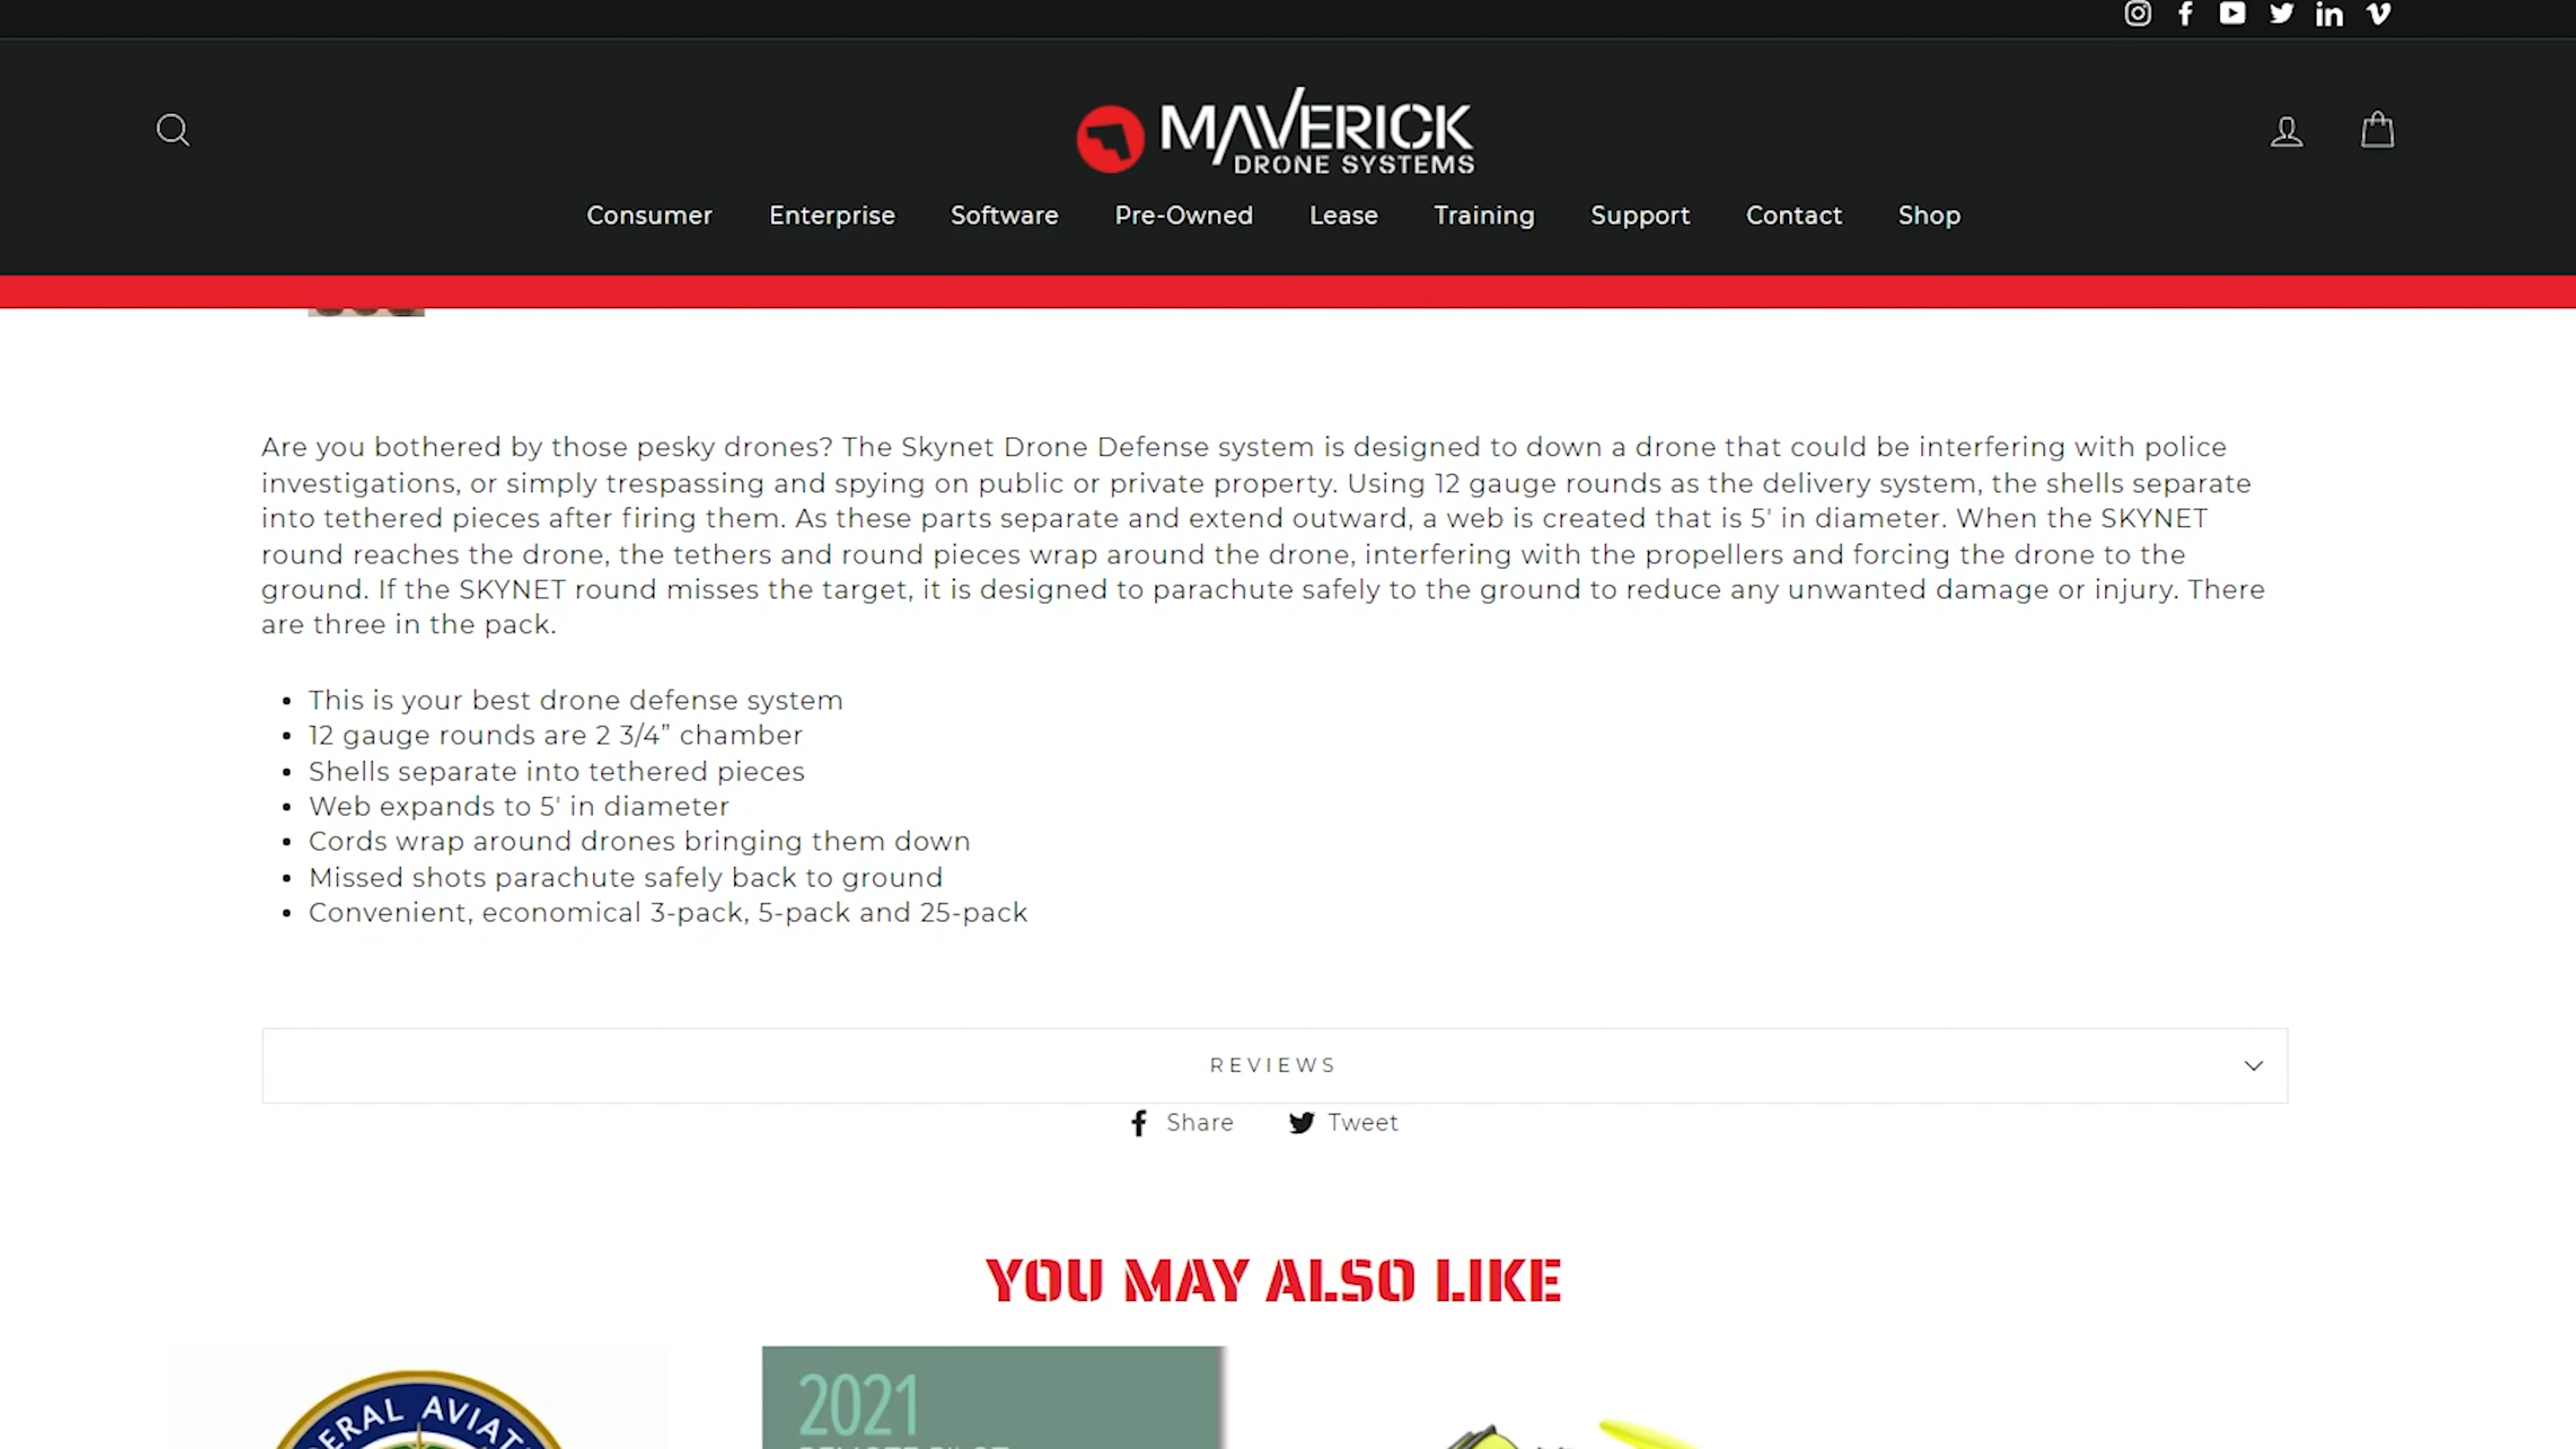 MAVERICK
DRONE SYSTEMS
Consumer Enterprise Software Pre-Owned Lease Training Support Contact Shop
Are you bothered by those pesky drones? The Skynet Drone Defense system is designed to down a drone that could be interfering with police
investigations, or simply trespassing and spying on public or private property. Using 12 gauge rounds as the delivery system, the shells separate
into tethered pieces after firing them. As these parts separate and extend outward, a web is created that is 5' in diameter. When the SKYNET
round reaches the drone, the tethers and round pieces wrap around the drone, interfering with the propellers and forcing the drone to the
ground. If the SKYNET round misses the target, it is designed to parachute safely to the ground to reduce any unwanted damage or injury. There
are three in the pack.
• This is your best drone defense system
• 12 gauge rounds are 2 3/4” chamber
• Shells separate into tethered pieces
• Web expands to 5' in diameter
• Cords wrap around drones bringing them down
• Missed shots parachute safely back to ground
• Convenient, economical 3-pack, 5-pack and 25-pack
REVIEWS
Share Tweet
YOU MAY ALSO LIKE
2021